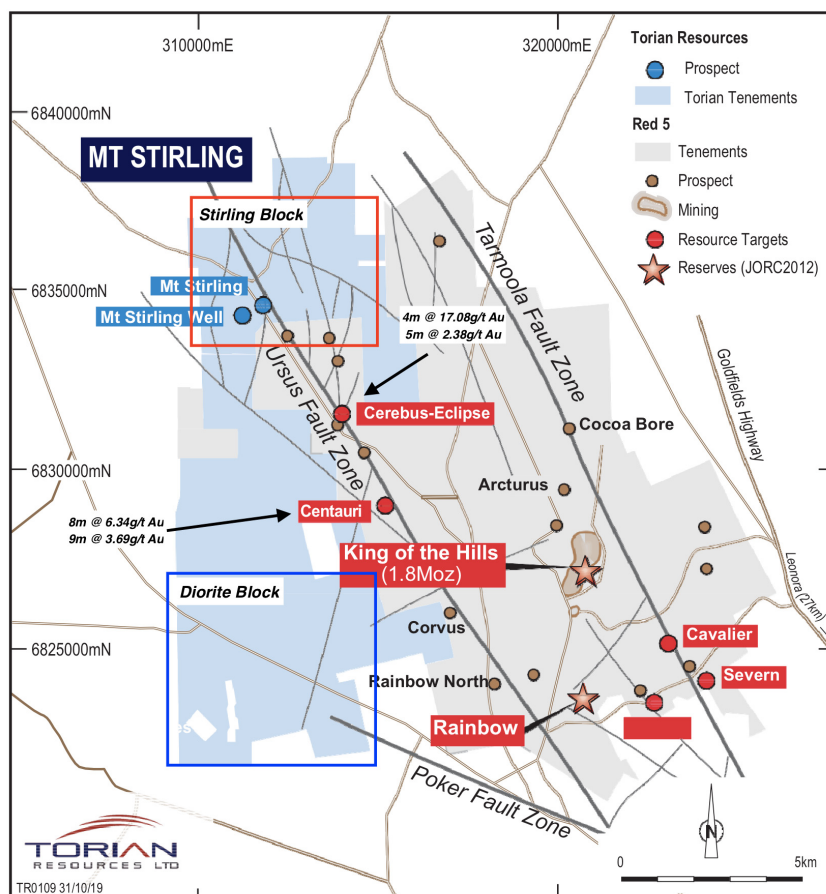 310000mE
320000mE
6840000mN
6835000mN
6830000mN
6825000mN
Torian Resources
Prospect
Torian Tenements
Red 5
Tenements
Prospect
Mining
Resource Targets
Reserves (JORC2012)
MT STIRLING
Stirling Block
Mt Stirling
Mt Stirling Well
4m @ 17.08g/t Au
5m @ 2.38g/t Au
Tarmoola Fault Zone
Ursus Fault Zone
Goldfields Highway
Cerebus-Eclipse
Cocoa Bore
Arcturus
8m @ 6.34g/t Au
9m @ 3.69g/t Au
Centauri
King of the Hills
(1.8Moz)
Leonora (27km)
Diorite Block
Corvus
Cavalier
Rainbow North
Severn
Rainbow
Poker Fault Zone
N
0
5km
TORIAN
RESOURCES LTD
TR0109 31/10/19